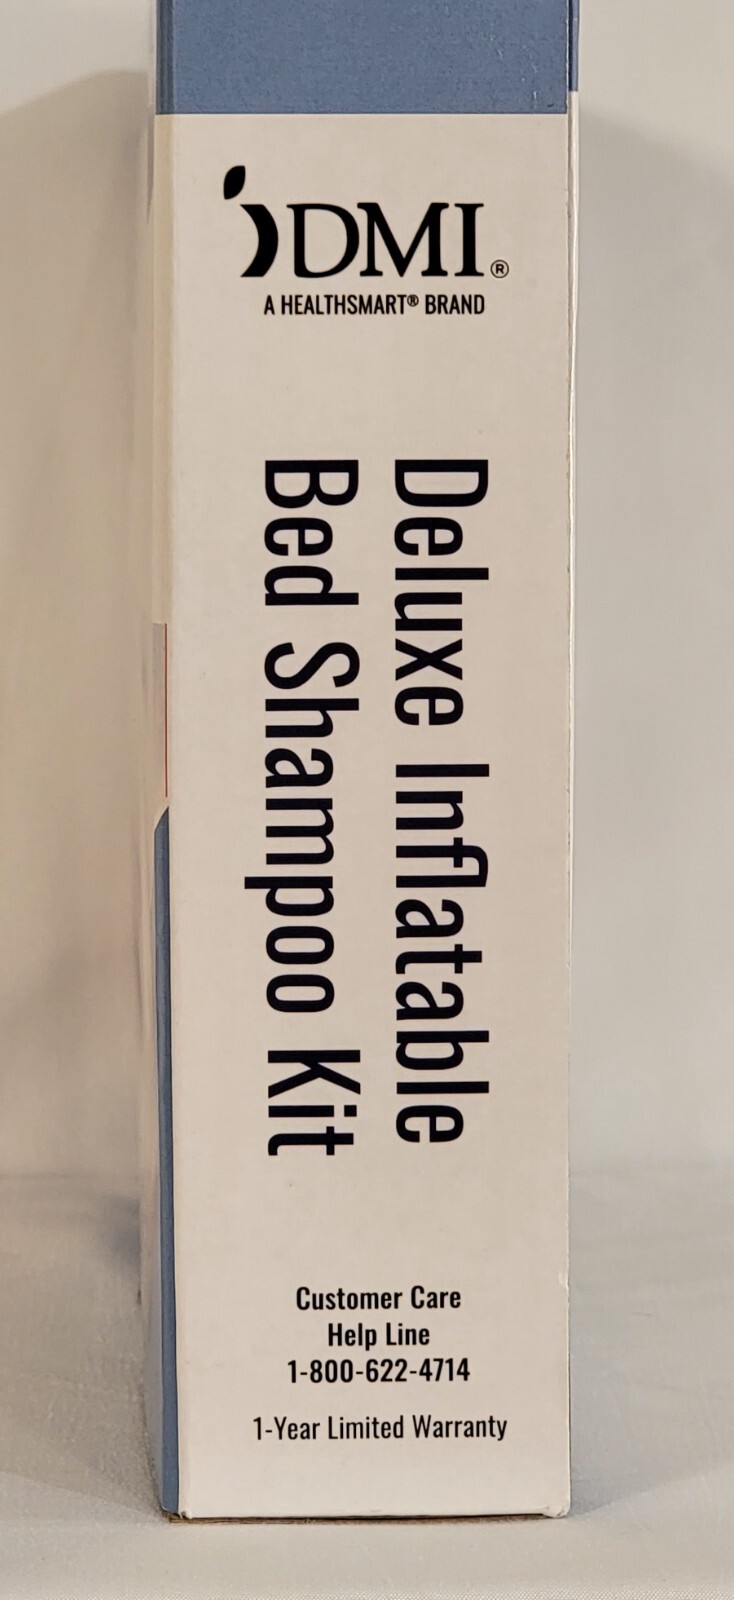 DMI®
A HEALTHSMART® BRAND
Deluxe Inflatable
Bed Shampoo Kit
Customer Care
Help Line
1-800-622-4714
1-Year Limited Warranty